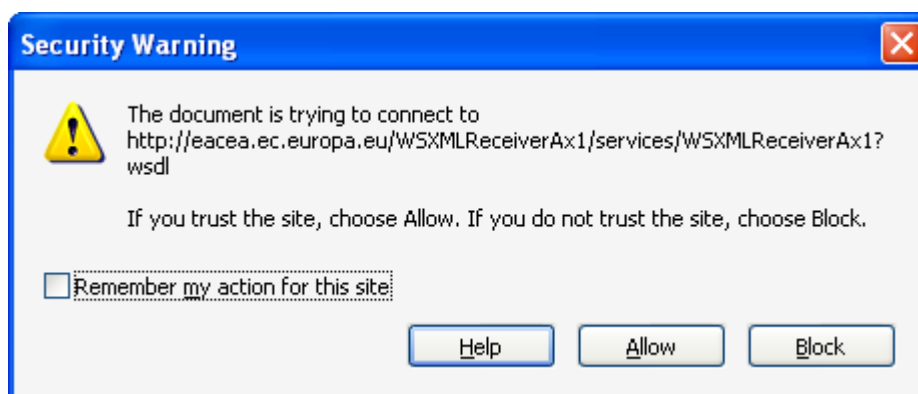 Security Warning
The document is trying to connect to
http://eacea.ec.europa.eu/WSXMLReceiverAx1/services/WSXMLReceiverAx1?
wsdl
If you trust the site, choose Allow. If you do not trust the site, choose Block.
Remember my action for this site
Help Allow Block